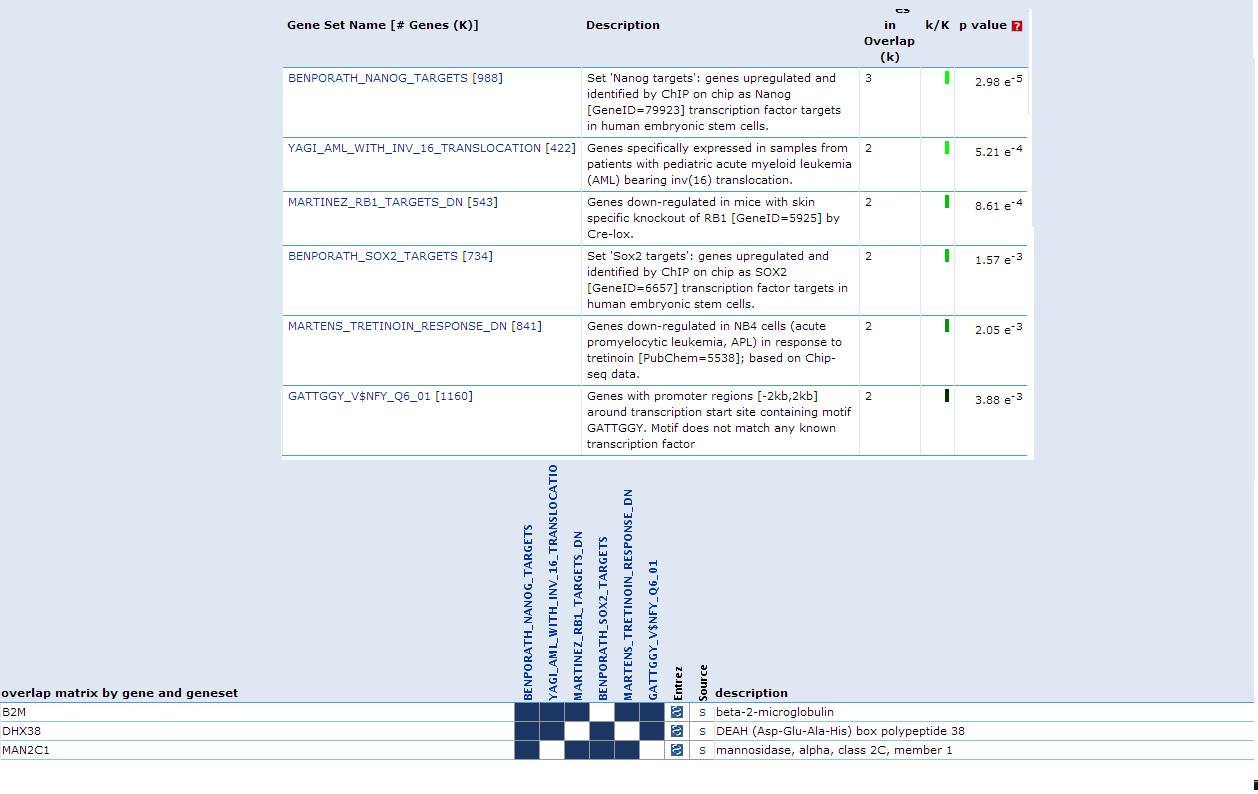 es
Gene Set Name [# Genes (K)] Description in k/K p value ?
Overlap
(k)
BENPORATH_NANOG_TARGETS [988] Set 'Nanog targets': genes upregulated and 3 2.98 e-5
identified by ChIP on chip as Nanog
[GeneID=79923] transcription factor targets
in human embryonic stem cells.
YAGI_AML_WITH_INV_16_TRANSLOCATION [422] Genes specifically expressed in samples from 2 5.21 e-4
patients with pediatric acute myeloid leukemia
(AML) bearing inv(16) translocation.
MARTINEZ_RB1_TARGETS_DN [543] Genes down-regulated in mice with skin 2 8.61 e-4
specific knockout of RB1 [GeneID=5925] by
Cre-lox.
BENPORATH_SOX2_TARGETS [734] Set 'Sox2 targets': genes upregulated and 2 1.57 e-3
identified by ChIP on chip as SOX2
[GeneID=6657] transcription factor targets in
human embryonic stem cells.
MARTENS_TRETINOIN_RESPONSE_DN [841] Genes down-regulated in NB4 cells (acute 2 2.05 e-3
promyelocytic leukemia, APL) in response to
tretinoin [PubChem=5538]; based on Chip-
seq data.
GATTGGY_V$NFY_Q6_01 [1160] Genes with promoter regions [-2kb,2kb] 2 3.88 e-3
around transcription start site containing motif
GATTGGY. Motif does not match any known
transcription factor
BENPORATH_NANOG_TARGETS
YAGI_AML_WITH_INV_16_TRANSLOCATIO
MARTINEZ_RB1_TARGETS_DN
BENPORATH_SOX2_TARGETS
MARTENS_TRETINOIN_RESPONSE_DN
GATTGGY_V$NFY_Q6_01
Entrez
Source
overlap matrix by gene and geneset description
B2M s beta-2-microglobulin
DHX38 s DEAH (Asp-Glu-Ala-His) box polypeptide 38
MAN2C1 s mannosidase, alpha, class 2C, member 1